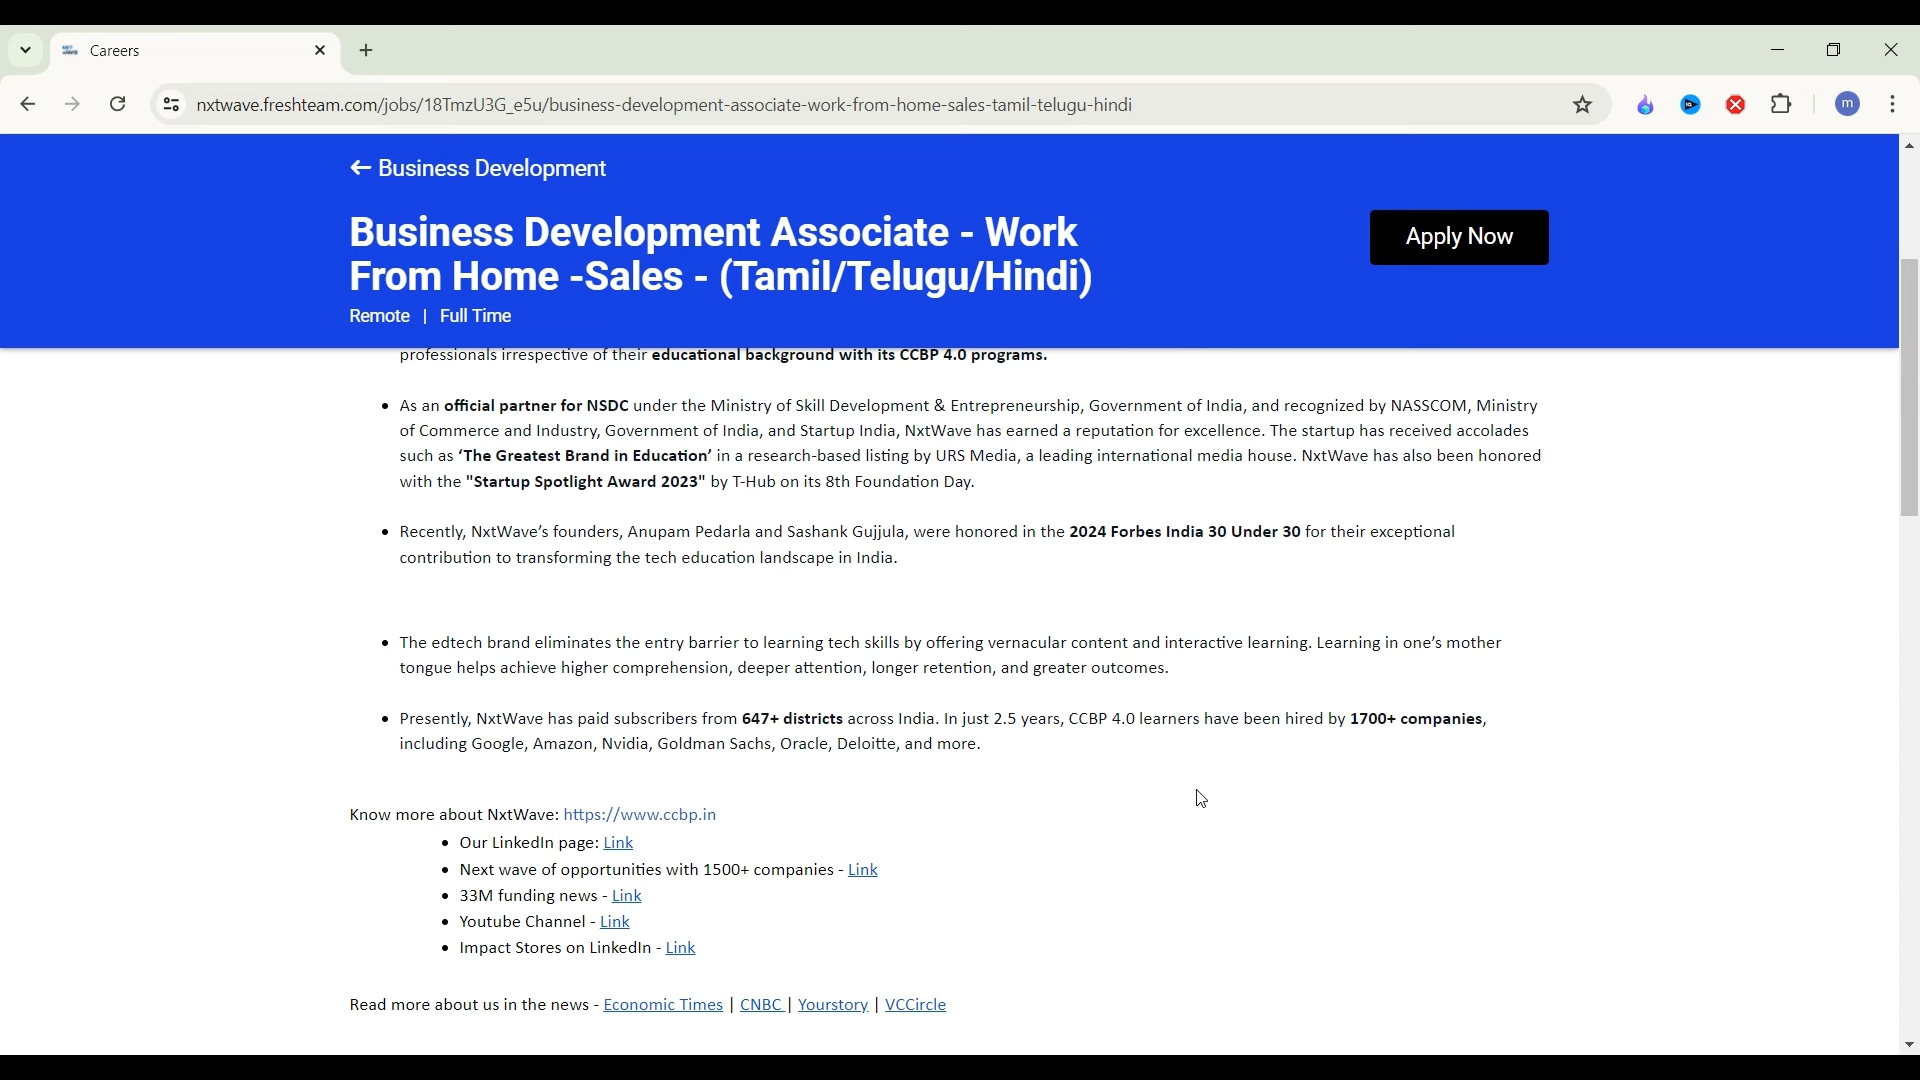 Careers
nxtwave.freshteam.com/jobs/18TmzU3G_e5u/business-development-associate-work-from-home-sales-tamil-telugu-hindi
m
← Business Development
Business Development Associate - Work
From Home -Sales - (Tamil/Telugu/Hindi)
Apply Now
Remote | Full Time
professionals irrespective of their educational background with its CCBP 4.0 programs.
• As an official partner for NSDC under the Ministry of Skill Development & Entrepreneurship, Government of India, and recognized by NASSCOM, Ministry
of Commerce and Industry, Government of India, and Startup India, NxtWave has earned a reputation for excellence. The startup has received accolades
such as ‘The Greatest Brand in Education’ in a research-based listing by URS Media, a leading international media house. NxtWave has also been honored
with the "Startup Spotlight Award 2023" by T-Hub on its 8th Foundation Day.
• Recently, NxtWave’s founders, Anupam Pedarla and Sashank Gujjula, were honored in the 2024 Forbes India 30 Under 30 for their exceptional
contribution to transforming the tech education landscape in India.
• The edtech brand eliminates the entry barrier to learning tech skills by offering vernacular content and interactive learning. Learning in one’s mother
tongue helps achieve higher comprehension, deeper attention, longer retention, and greater outcomes.
• Presently, NxtWave has paid subscribers from 647+ districts across India. In just 2.5 years, CCBP 4.0 learners have been hired by 1700+ companies,
including Google, Amazon, Nvidia, Goldman Sachs, Oracle, Deloitte, and more.
Know more about NxtWave: https://www.ccbp.in
• Our LinkedIn page: Link
• Next wave of opportunities with 1500+ companies - Link
• 33M funding news - Link
• Youtube Channel - Link
• Impact Stores on LinkedIn - Link
Read more about us in the news - Economic Times | CNBC | Yourstory | VCCircle